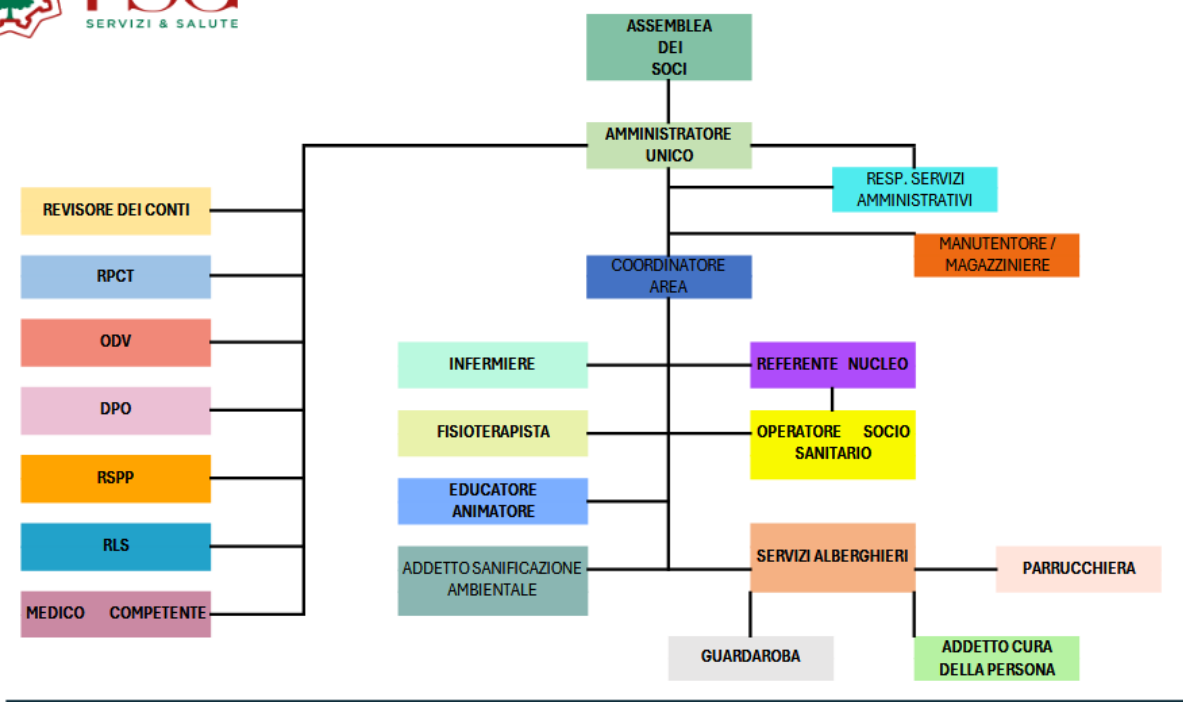 SERVIZI & SALUTE
ASSEMBLEA
DEI
SOCI
AMMINISTRATORE
UNICO
RESP. SERVIZI
AMMINISTRATIVI
REVISORE DEI CONTI
MANUTENTORE /
MAGAZZINIERE
RPCT
COORDINATORE
AREA
ODV
INFERMIERE
REFERENTE NUCLEO
DPO
FISIOTERAPISTA
OPERATORE SOCIO
SANITARIO
RSPP
EDUCATORE
ANIMATORE
RLS
ADDETTO SANIFICAZIONE
AMBIENTALE
SERVIZI ALBERGHIERI
PARRUCCHIERA
MEDICO COMPETENTE
GUARDAROBA
ADDETTO CURA
DELLA PERSONA